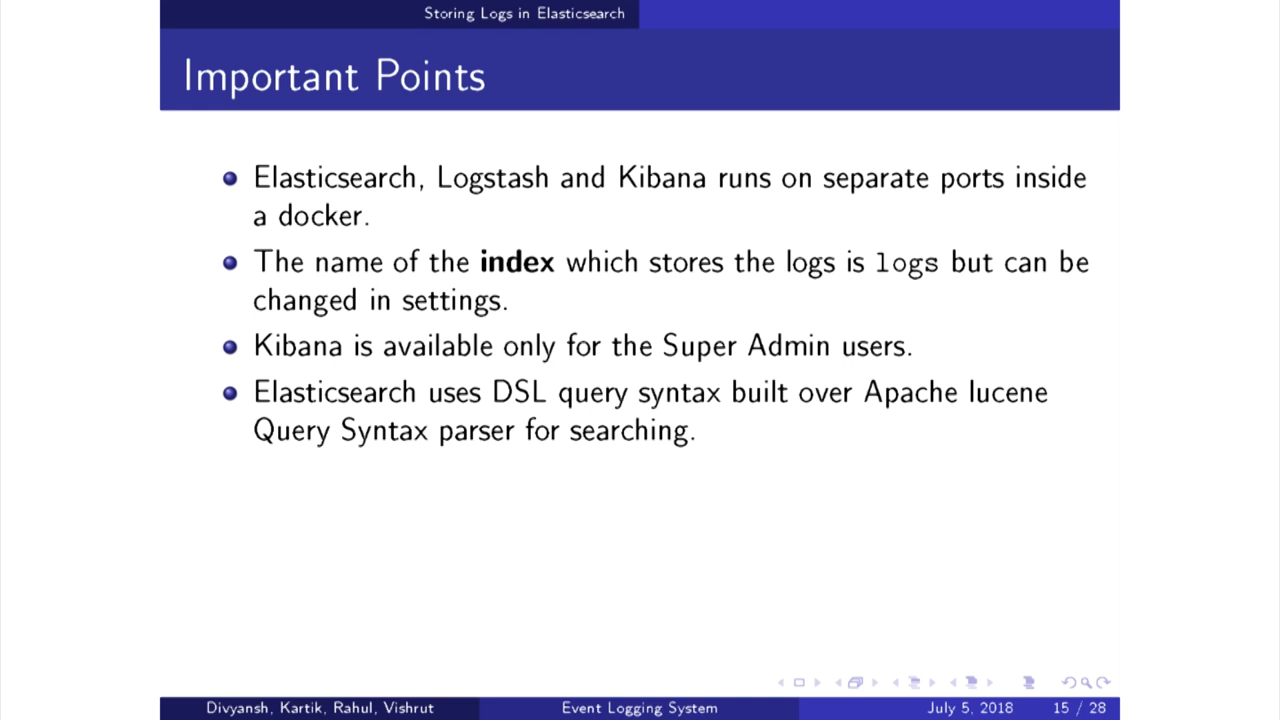 Storing Logs in Elasticsearch
Important Points
Elasticsearch, Logstash and Kibana runs on separate ports inside
a docker.
The name of the index which stores the logs is logs but can be
changed in settings.
Kibana is available only for the Super Admin users.
Elasticsearch uses DSL query syntax built over Apache lucene
Query Syntax parser for searching.
Divyansh, Kartik, Rahul, Vishrut
Event Logging System
July 5, 2018
15 / 28